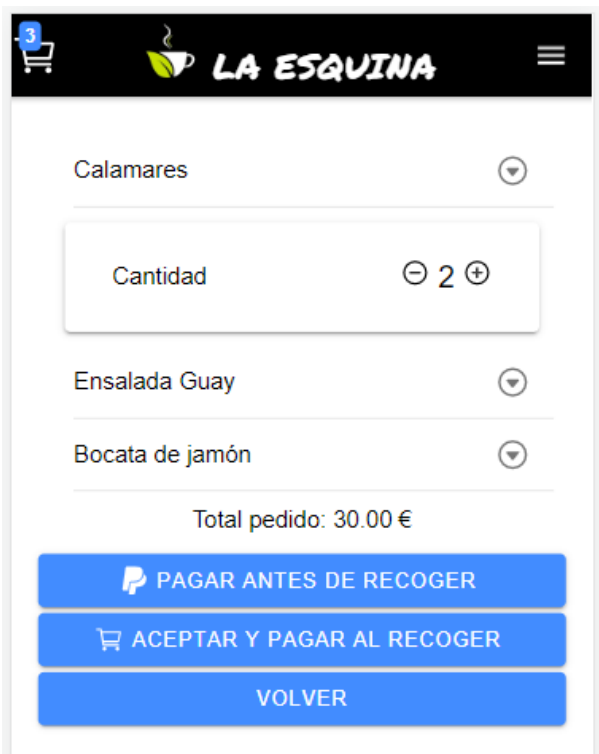 3
LA ESQUINA
Calamares
Cantidad 2
Ensalada Guay
Bocata de jamón
Total pedido: 30.00 €
PAGAR ANTES DE RECOGER
ACEPTAR Y PAGAR AL RECOGER
VOLVER